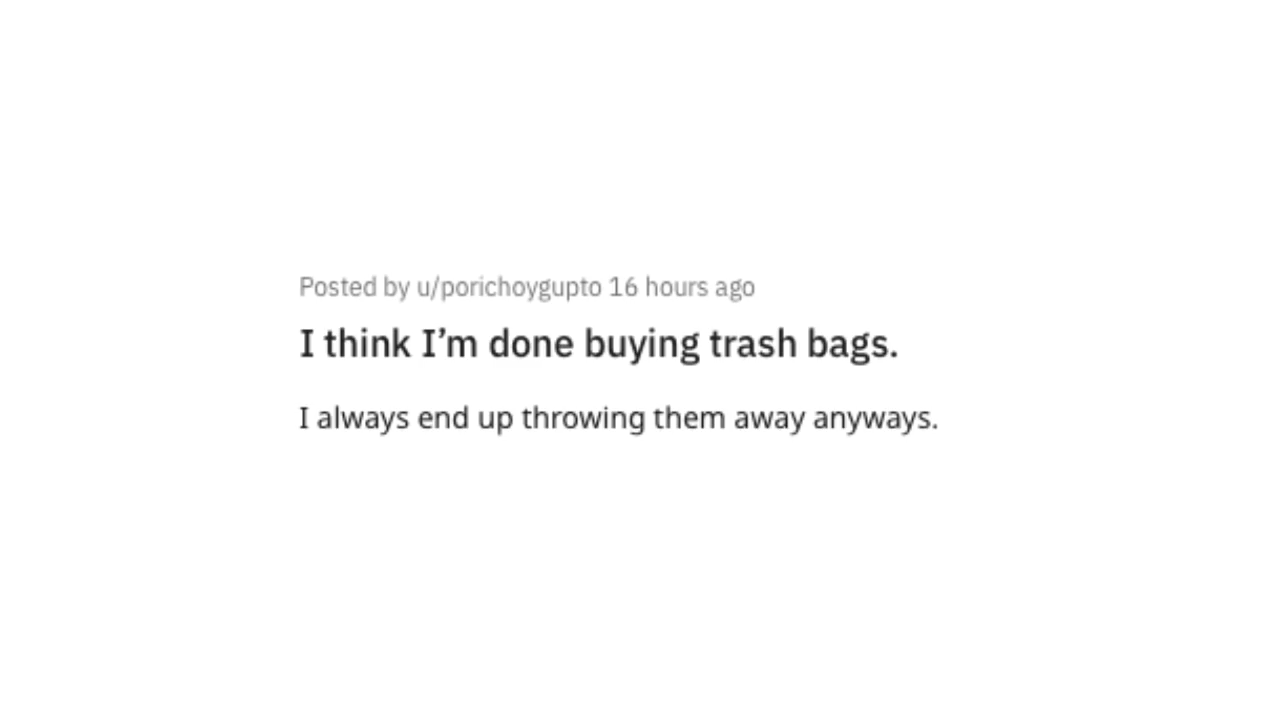 Posted by u/porichoygupto 16 hours ago
I think I’m done buying trash bags.
I always end up throwing them away anyways.